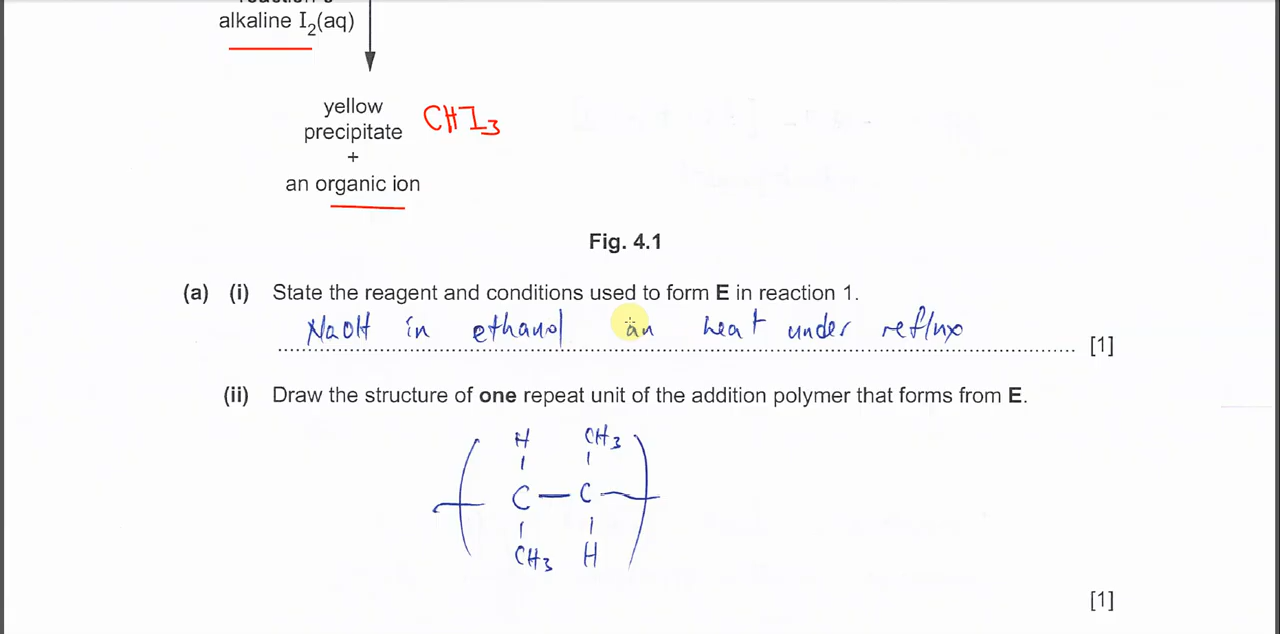 alkaline I₂(aq)
yellow
precipitate CHI₃
+
an organic ion
Fig. 4.1
(a) (i) State the reagent and conditions used to form E in reaction 1.
NaOH in ethanol an heat under reflux
[1]
(ii) Draw the structure of one repeat unit of the addition polymer that forms from E.
H CH₃
C — C
CH₃ H
[1]